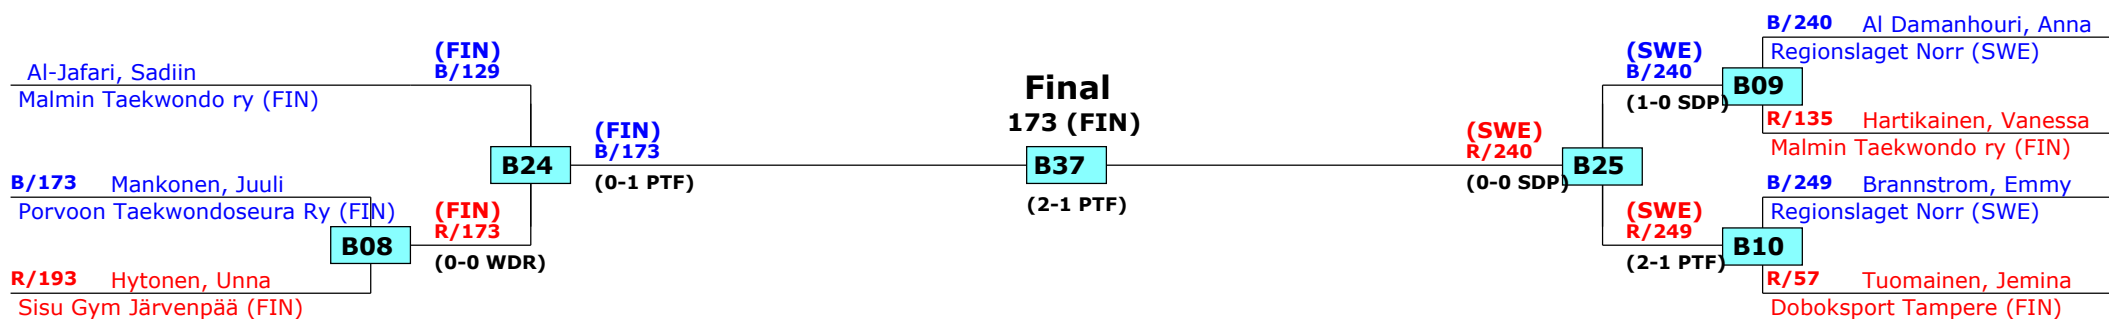 (FIN)
B/129
Al-Jafari, Sadiin
Malmin Taekwondo ry (FIN)
B24
(FIN)
B/173
(0-1 PTF)
B/173 Mankonen, Juuli
Porvoon Taekwondoseura Ry (FIN)
B08
(FIN)
R/173
(0-0 WDR)
R/193 Hytonen, Unna
Sisu Gym Järvenpää (FIN)
Final
173 (FIN)
B37
(2-1 PTF)
(SWE)
R/240
(0-0 SDP)
B25
(SWE)
B/240
(1-0 SDP)
B09
B/240 Al Damanhouri, Anna
Regionslaget Norr (SWE)
R/135 Hartikainen, Vanessa
Malmin Taekwondo ry (FIN)
(SWE)
R/249
(2-1 PTF)
B10
B/249 Brannstrom, Emmy
Regionslaget Norr (SWE)
R/57 Tuomainen, Jemina
Doboksport Tampere (FIN)